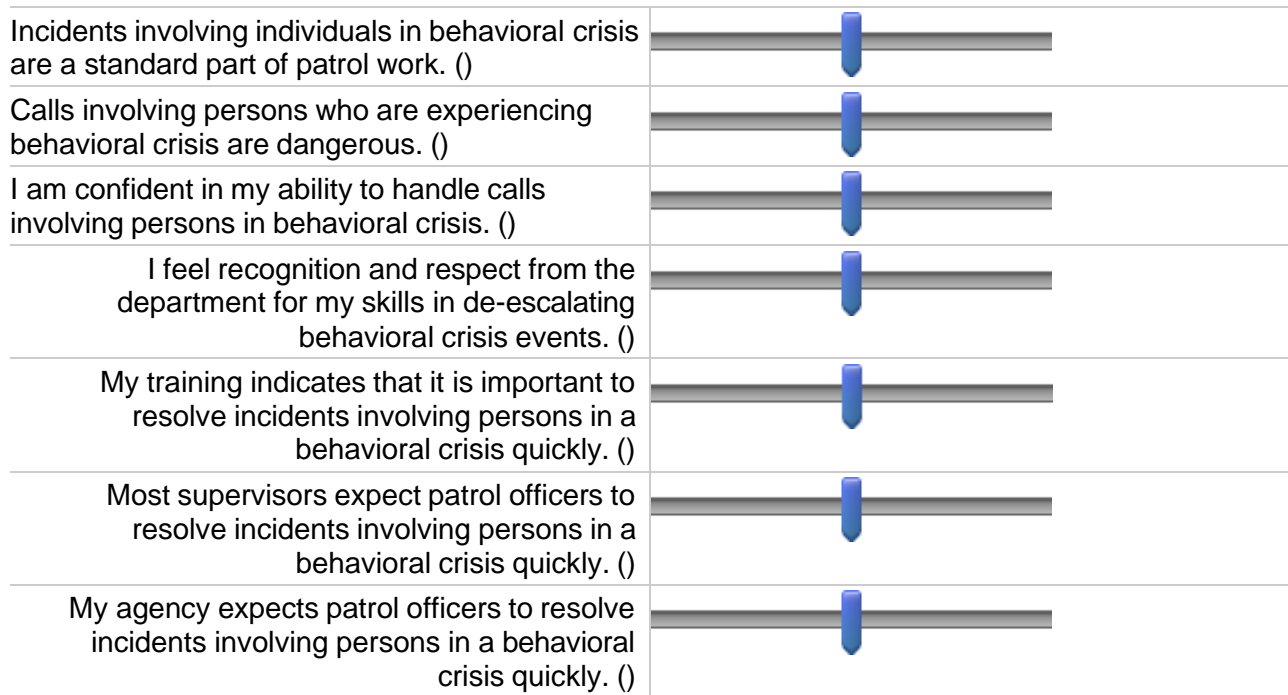 Incidents involving individuals in behavioral crisis
are a standard part of patrol work. ()
Calls involving persons who are experiencing
behavioral crisis are dangerous. ()
I am confident in my ability to handle calls
involving persons in behavioral crisis. ()
I feel recognition and respect from the
department for my skills in de-escalating
behavioral crisis events. ()
My training indicates that it is important to
resolve incidents involving persons in a
behavioral crisis quickly. ()
Most supervisors expect patrol officers to
resolve incidents involving persons in a
behavioral crisis quickly. ()
My agency expects patrol officers to resolve
incidents involving persons in a behavioral
crisis quickly. ()